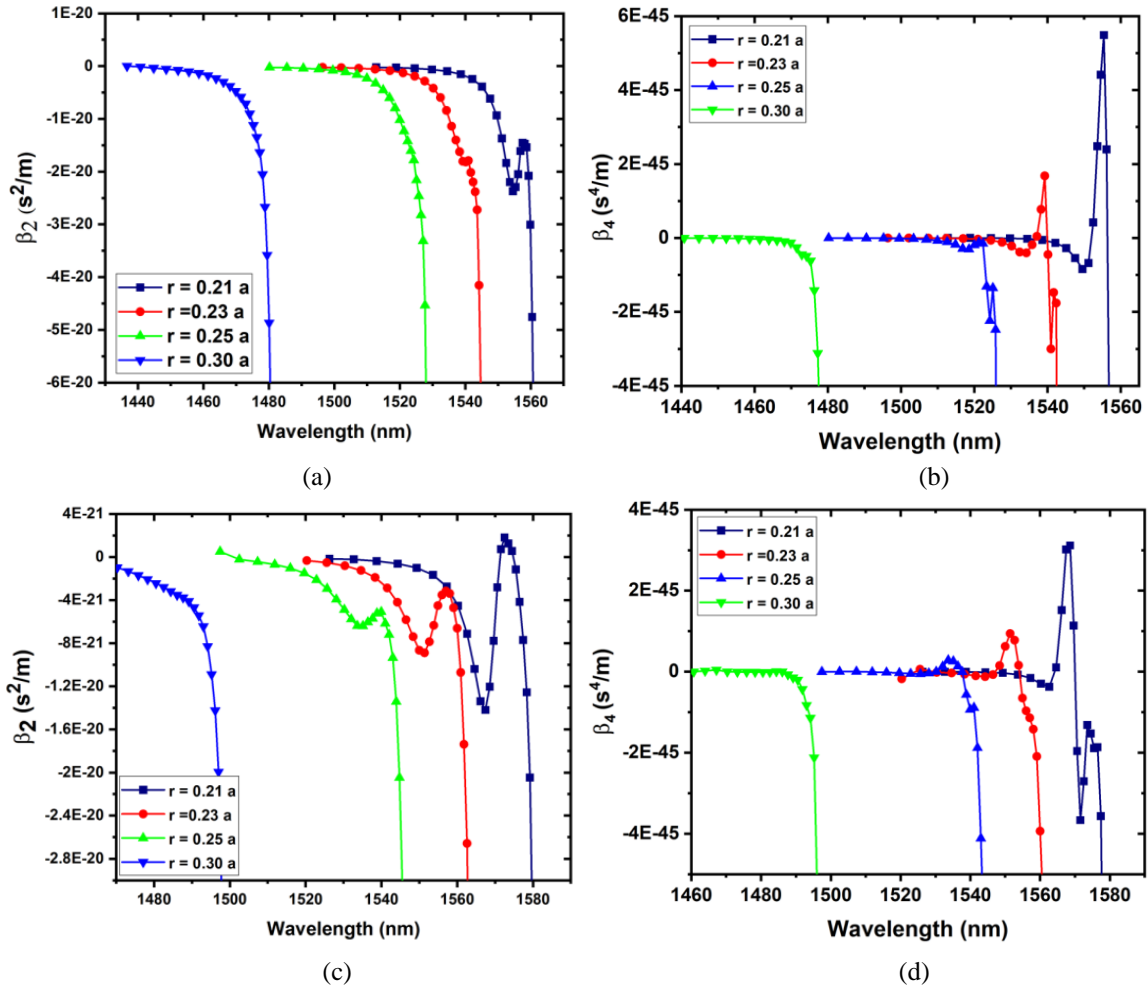 1E-20
0
-1E-20
-2E-20
-3E-20
-4E-20
-5E-20
-6E-20
β2 (s²/m)
r = 0.21 a
r =0.23 a
r = 0.25 a
r = 0.30 a
1440 1460 1480 1500 1520 1540 1560
Wavelength (nm)
(a)
6E-45
4E-45
2E-45
0
-2E-45
-4E-45
β4 (s⁴/m)
r = 0.21 a
r =0.23 a
r = 0.25 a
r = 0.30 a
1440 1460 1480 1500 1520 1540 1560
Wavelength (nm)
(b)
4E-21
0
-4E-21
-8E-21
-1.2E-20
-1.6E-20
-2E-20
-2.4E-20
-2.8E-20
β2 (s²/m)
r = 0.21 a
r =0.23 a
r = 0.25 a
r = 0.30 a
1480 1500 1520 1540 1560 1580
Wavelength (nm)
(c)
4E-45
2E-45
0
-2E-45
-4E-45
β4 (s⁴/m)
r = 0.21 a
r =0.23 a
r = 0.25 a
r = 0.30 a
1460 1480 1500 1520 1540 1560 1580
Wavelength (nm)
(d)